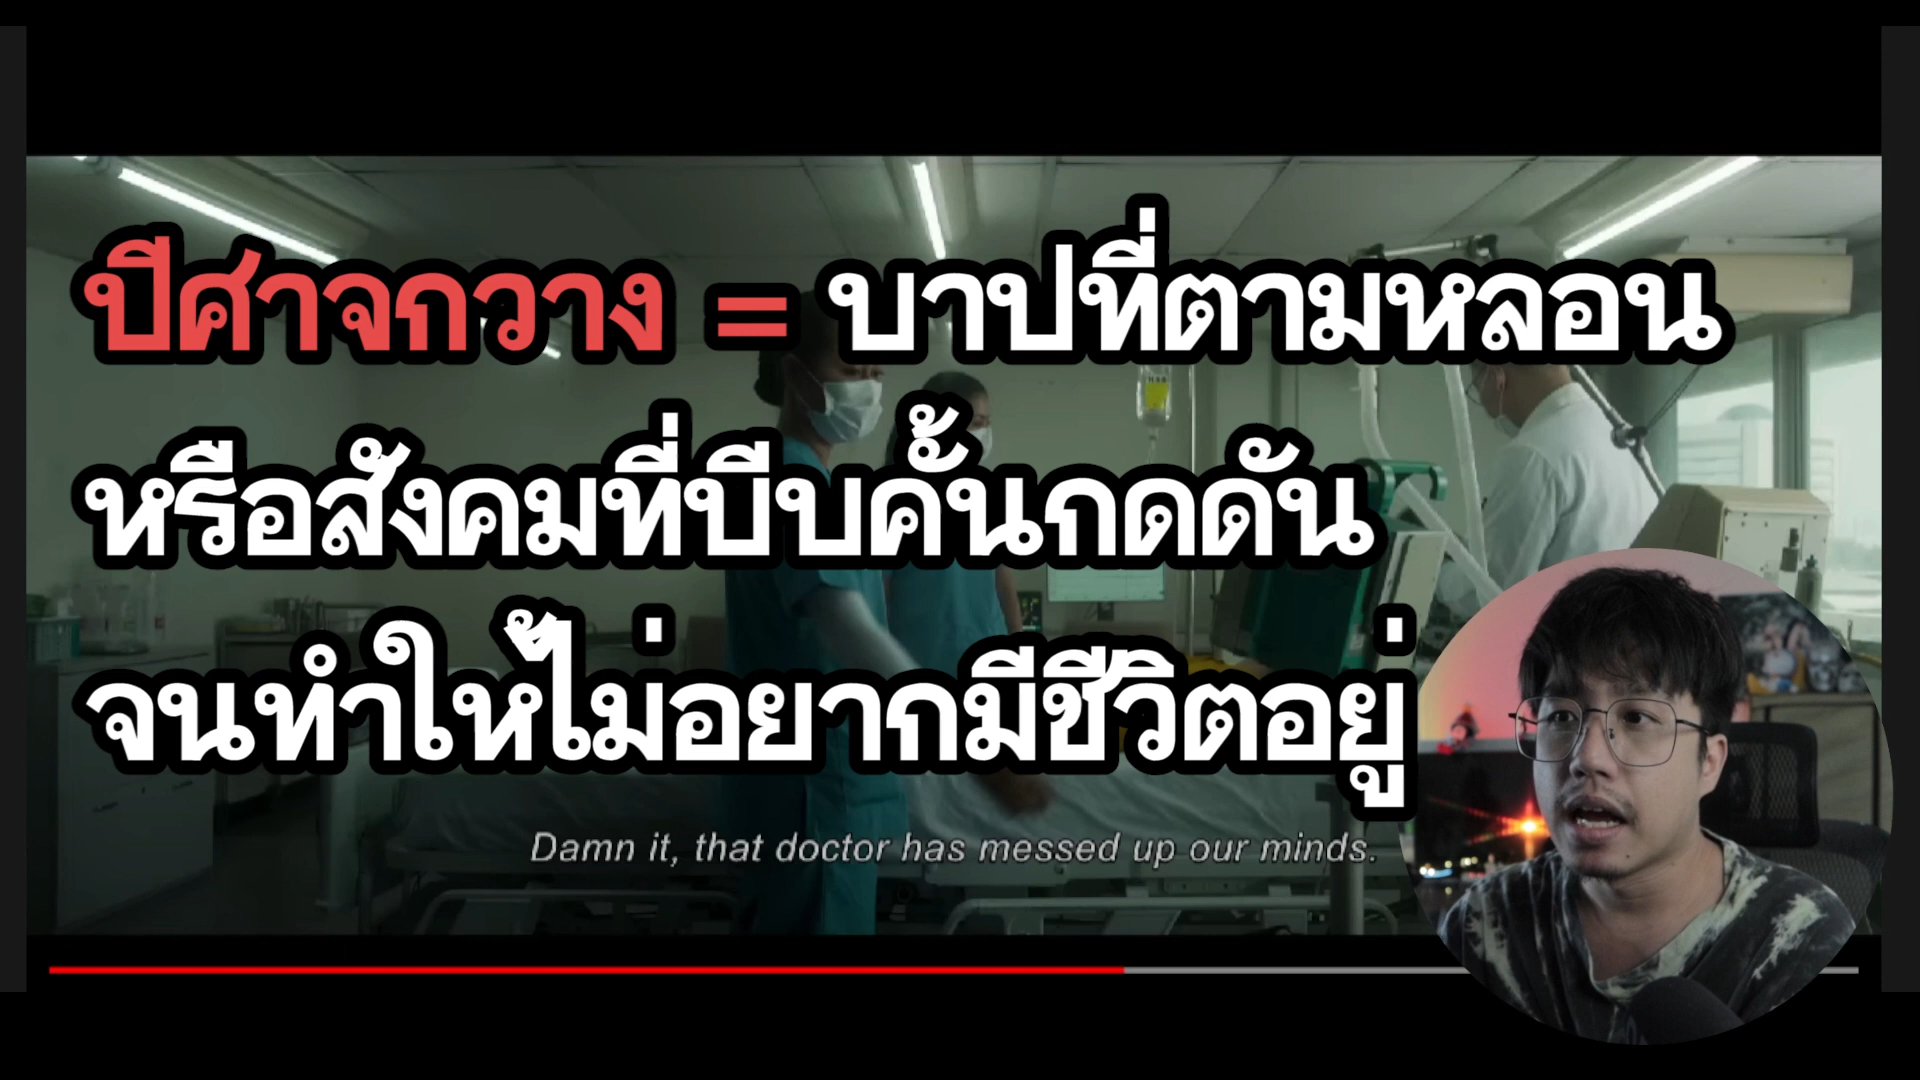 ปีศาจกวาง = บาปที่ตามหลอน
หรือสังคมที่บีบคั้นกดดัน
จนทำให้ไม่อยากมีชีวิตอยู่
Damn it, that doctor has messed up our minds.